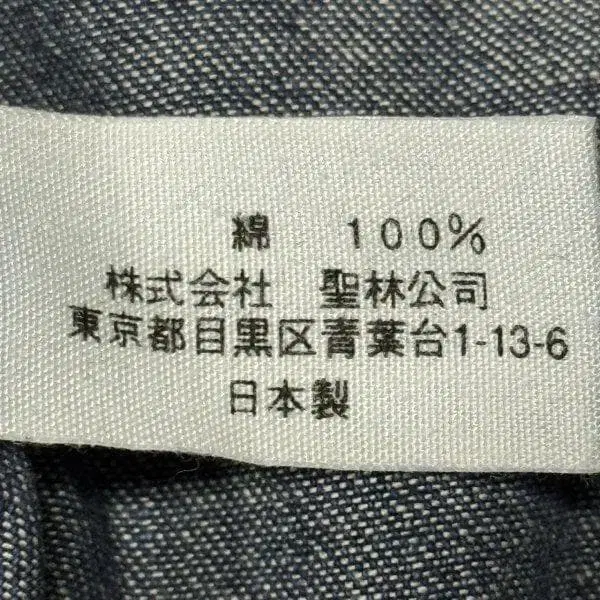 綿 100%
株式会社 聖林公司
東京都目黒区青葉台1-13-6
日本製